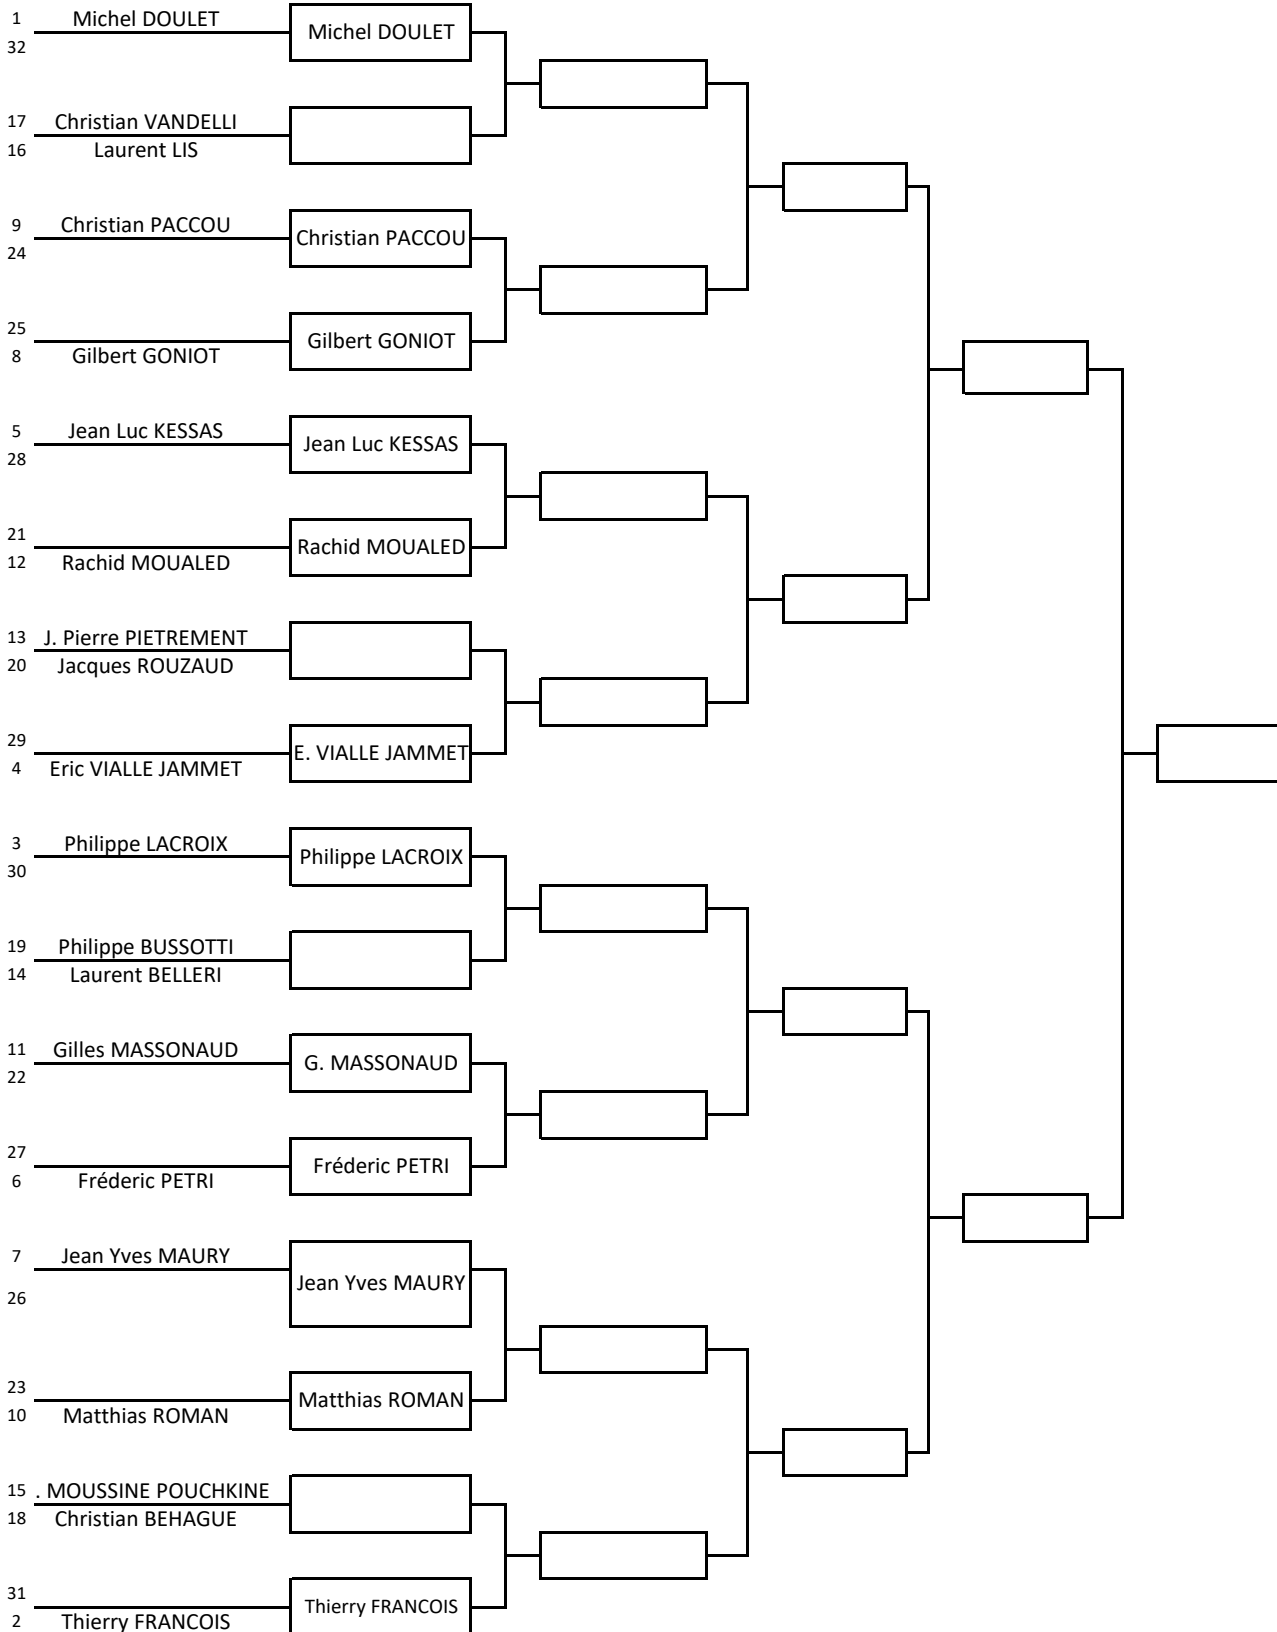 1 Michel DOULET
32
Michel DOULET
17 Christian VANDELLI
16 Laurent LIS
9 Christian PACCOU
24
Christian PACCOU
25
8 Gilbert GONIOT
Gilbert GONIOT
5 Jean Luc KESSAS
28
Jean Luc KESSAS
21
12 Rachid MOUALED
Rachid MOUALED
13 J. Pierre PIETREMENT
20 Jacques ROUZAUD
29
4 Eric VIALLE JAMMET
E. VIALLE JAMMET
3 Philippe LACROIX
30
Philippe LACROIX
19 Philippe BUSSOTTI
14 Laurent BELLERI
11 Gilles MASSONAUD
22
G. MASSONAUD
27
6 Fréderic PETRI
Fréderic PETRI
7 Jean Yves MAURY
26
Jean Yves MAURY
23
10 Matthias ROMAN
Matthias ROMAN
15 . MOUSSINE POUCHKINE
18 Christian BEHAGUE
31
2 Thierry FRANCOIS
Thierry FRANCOIS